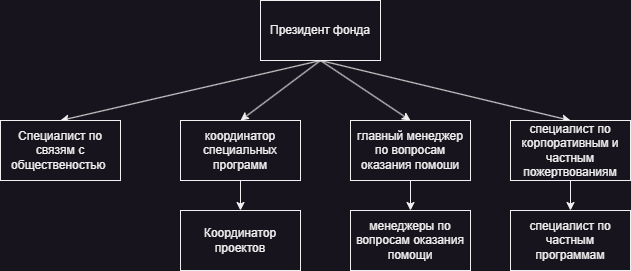 Президент фонда
Специалист по
связям с
общественостью
координатор
специальных
программ
главный менеджер
по вопросам
оказания помоши
специалист по
корпоративным и
частным
пожертвованиям
Координатор
проектов
менеджеры по
вопросам оказания
помощи
специалист по
частным
программам